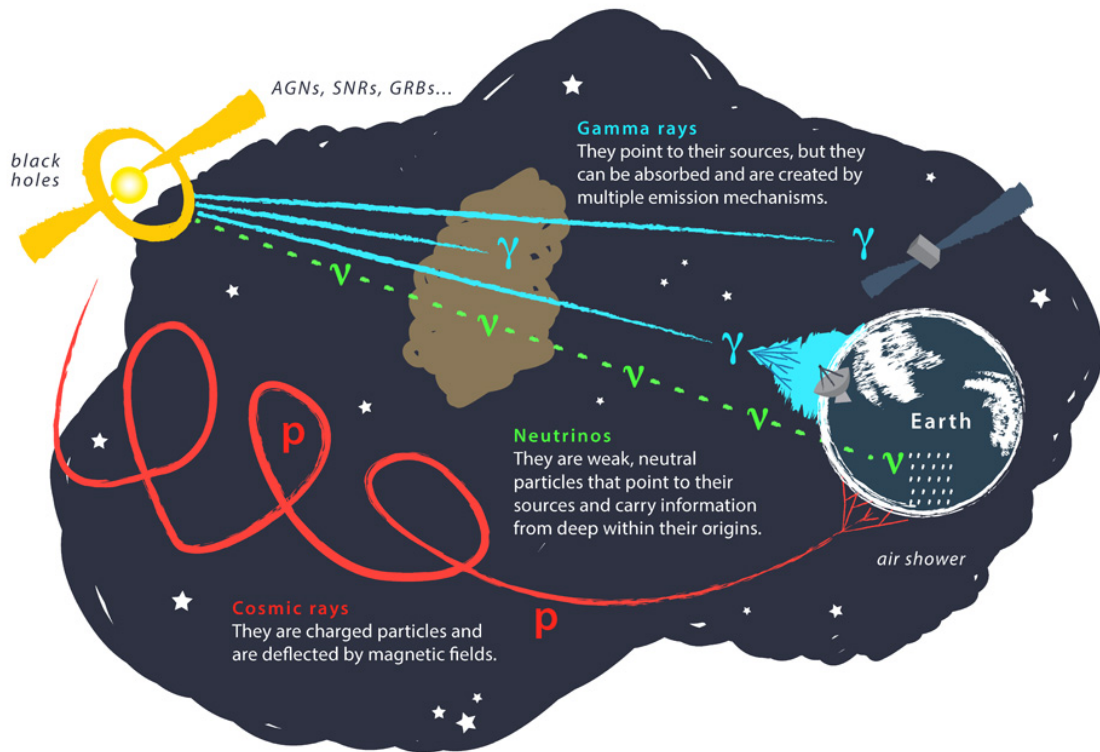 AGNs, SNRs, GRBs...
black
holes
Gamma rays
They point to their sources, but they
can be absorbed and are created by
multiple emission mechanisms.
γ
γ
ν
ν
γ
ν
ν
Earth
ν
p
Neutrinos
They are weak, neutral
particles that point to their
sources and carry information
from deep within their origins.
air shower
Cosmic rays
They are charged particles and
are deflected by magnetic fields.
p